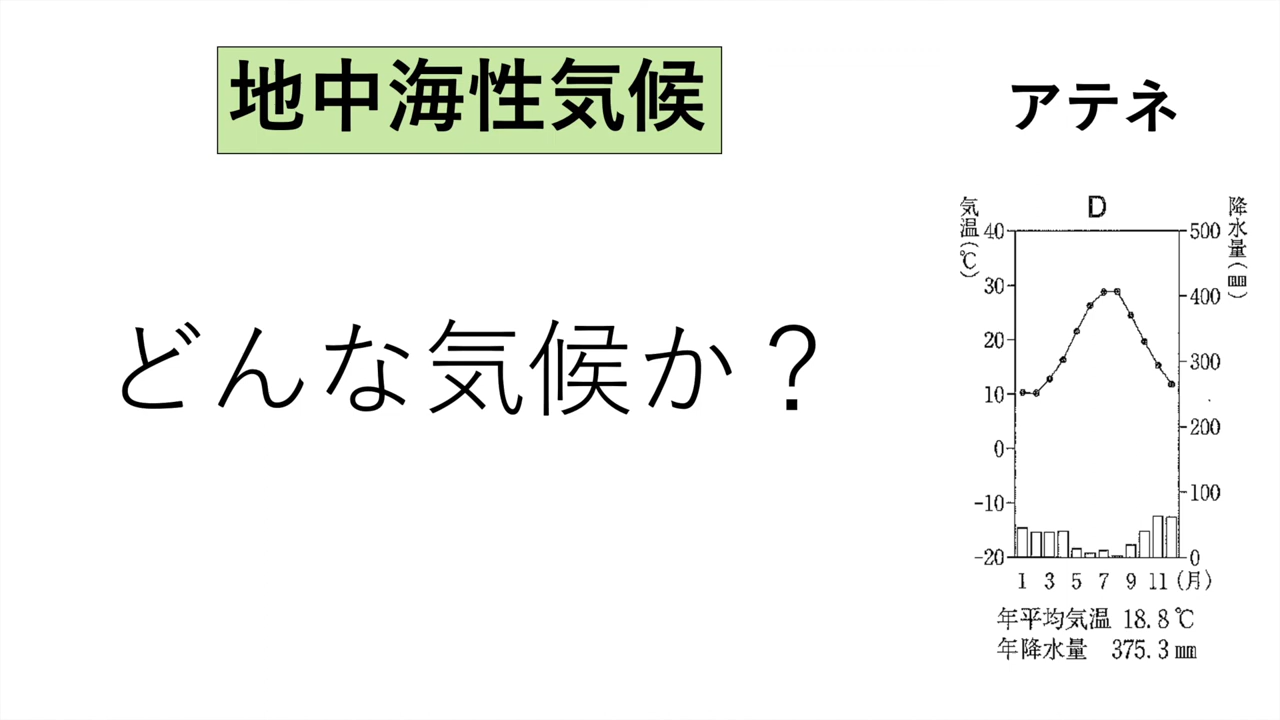 地中海性気候
アテネ
どんな気候か？
D
気温(℃)
降水量(㎜)
40
30
20
10
0
-10
-20
500
400
300
200
100
0
1 3 5 7 9 11 (月)
年平均気温 18.8℃
年降水量 375.3㎜